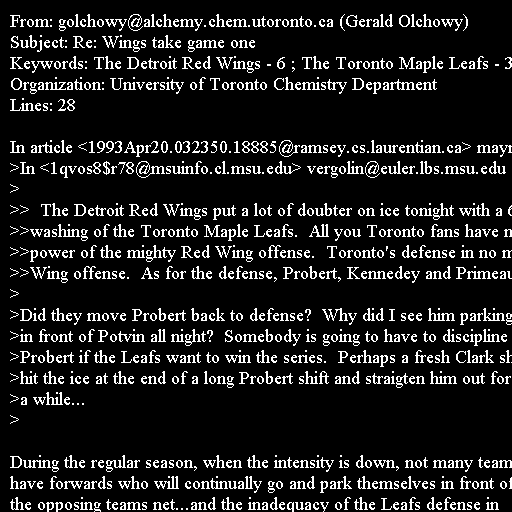 From: golchowy@alchemy.chem.utoronto.ca (Gerald Olchowy)
Subject: Re: Wings take game one
Keywords: The Detroit Red Wings - 6 ; The Toronto Maple Leafs - 3
Organization: University of Toronto Chemistry Department
Lines: 28

In article <1993Apr20.032350.18885@ramsey.cs.laurentian.ca>
>In <1qvos8$r78@msuinfo.cl.msu.edu> vergolin@euler.lbs.msu.edu
>
>>  The Detroit Red Wings put a lot of doubter on ice tonight with a 6
>>washing of the Toronto Maple Leafs.  All you Toronto fans have
>>power of the mighty Red Wing offense.  Toronto's defense in no
>>Wing offense.  As for the defense, Probert, Kennedey and Primeau
>
>Did they move Probert back to defense?  Why did I see him parking
>in front of Potvin all night?  Somebody is going to have to discipline
>Probert if the Leafs want to win the series.  Perhaps a fresh Clark
>hit the ice at the end of a long Probert shift and straigten him out for
>a while...
>

During the regular season, when the intensity is down, not many team
have forwards who will continually go and park themselves in front of
the opposing teams net...and the inadequacy of the Leafs defense in